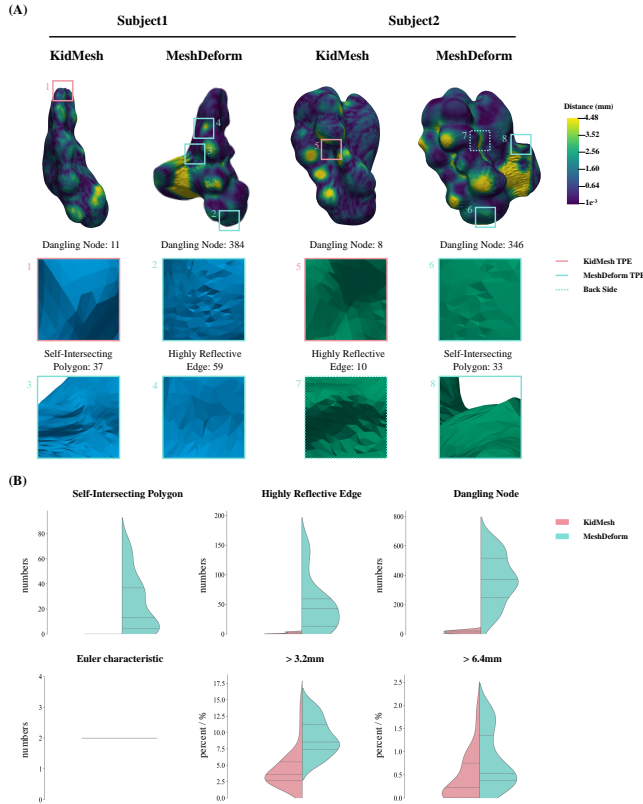 (A)
Subject1
Subject2
KidMesh
MeshDeform
KidMesh
MeshDeform
1
4
3
2
5
7
8
6
Distance (mm)
4.48
3.52
2.56
1.60
0.64
1e⁻³
Dangling Node: 11
Dangling Node: 384
Dangling Node: 8
Dangling Node: 346
1
2
5
6
KidMesh TPE
MeshDeform TPE
Back Side
Self-Intersecting
Polygon: 37
Highly Reflective
Edge: 59
Highly Reflective
Edge: 10
Self-Intersecting
Polygon: 33
3
4
7
8
(B)
Self-Intersecting Polygon
numbers
80
60
40
20
0
Highly Reflective Edge
numbers
200
150
100
50
0
Dangling Node
numbers
800
600
400
200
0
KidMesh
MeshDeform
Euler characteristic
numbers
4
3
2
1
0
> 3.2mm
percent / %
17.5
15.0
12.5
10.0
7.5
5.0
2.5
0.0
> 6.4mm
percent / %
2.5
2.0
1.5
1.0
0.5
0.0